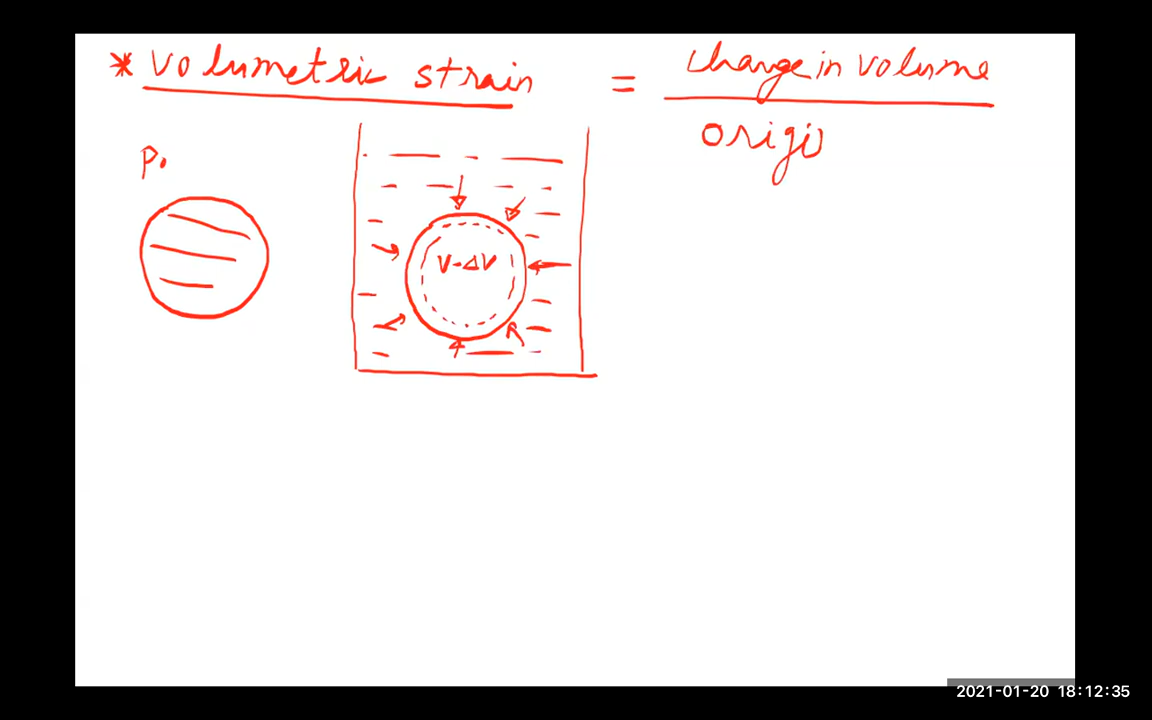 * Volumetric strain = change in volume
origi
P.
V-ΔV
2021-01-20 18:12:35